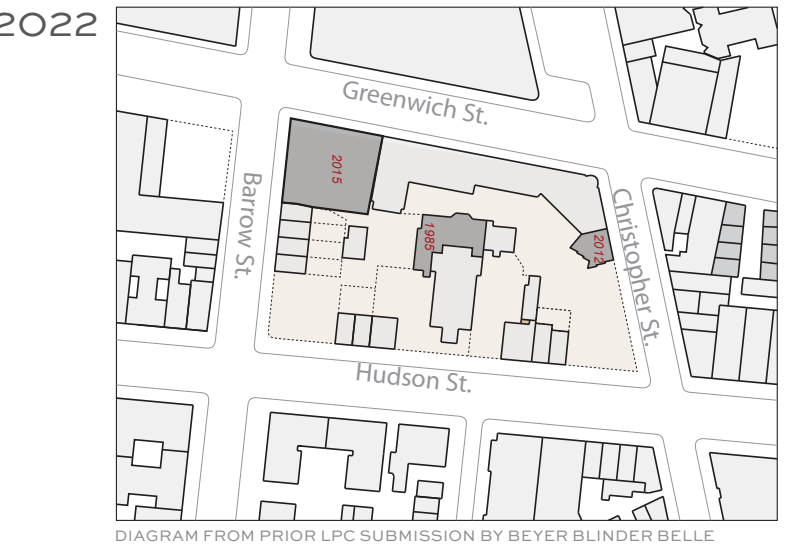 2022
Greenwich St.
2015
Barrow St.
1985
Christopher St.
2012
Hudson St.
DIAGRAM FROM PRIOR LPC SUBMISSION BY BEYER BLINDER BELLE